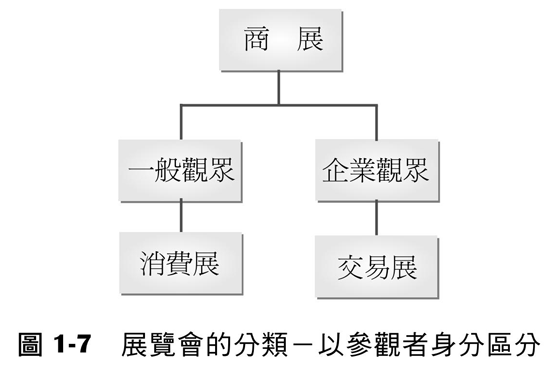 商 展
一般觀眾
企業觀眾
消費展
交易展
圖 1-7 展覽會的分類－以參觀者身分區分